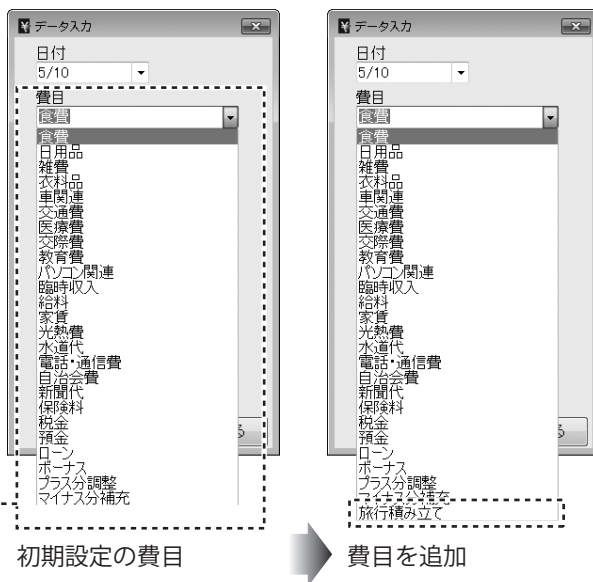 データ入力
日付
5/10
費目
食費
食費
日用品
雑費
衣料品
車関連
交通費
医療費
交際費
教育費
パソコン関連
臨時収入
給料
家賃
光熱費
水道代
電話・通信費
自治会費
新聞代
保険料
税金
預金
ローン
ボーナス
プラス分調整
マイナス分補充
る
初期設定の費目
データ入力
日付
5/10
費目
食費
食費
日用品
雑費
衣料品
車関連
交通費
医療費
交際費
教育費
パソコン関連
臨時収入
給料
家賃
光熱費
水道代
電話・通信費
自治会費
新聞代
保険料
税金
預金
ローン
ボーナス
プラス分調整
マイナス分補充
旅行積み立て
る
費目を追加